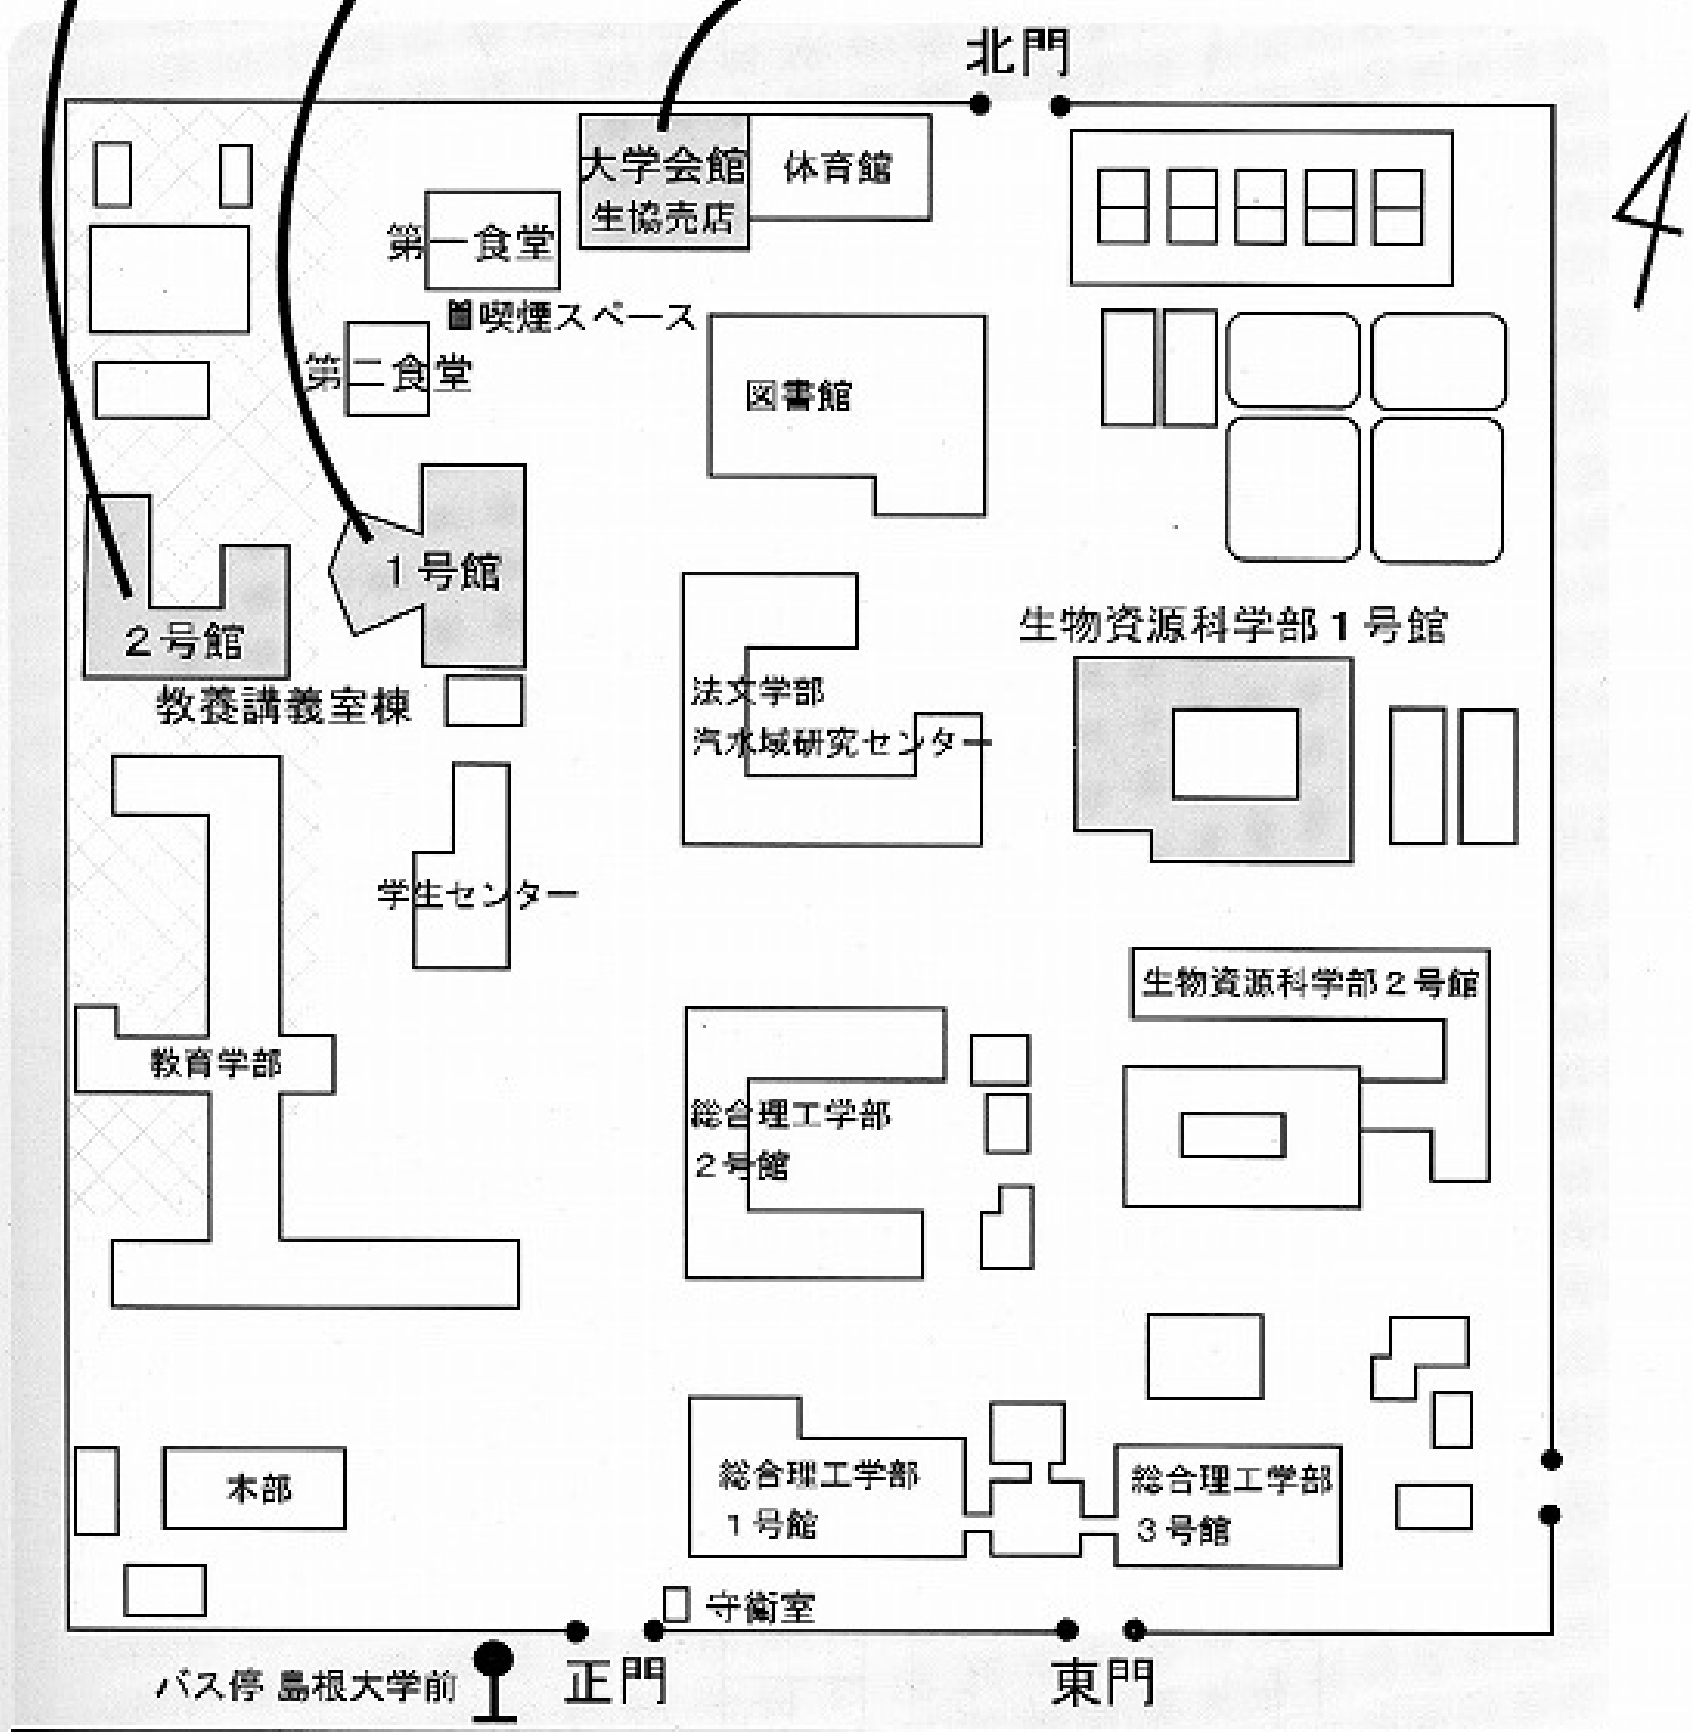 北門
大学会館
生協売店
体育館
第一食堂
喫煙スペース
第二食堂
図書館
1号館
2号館
教養講義室棟
生物資源科学部1号館
法文学部
汽水域研究センター
学生センター
生物資源科学部2号館
教育学部
総合理工学部
2号館
本部
総合理工学部
1号館
総合理工学部
3号館
守衛室
バス停 島根大学前
正門
東門